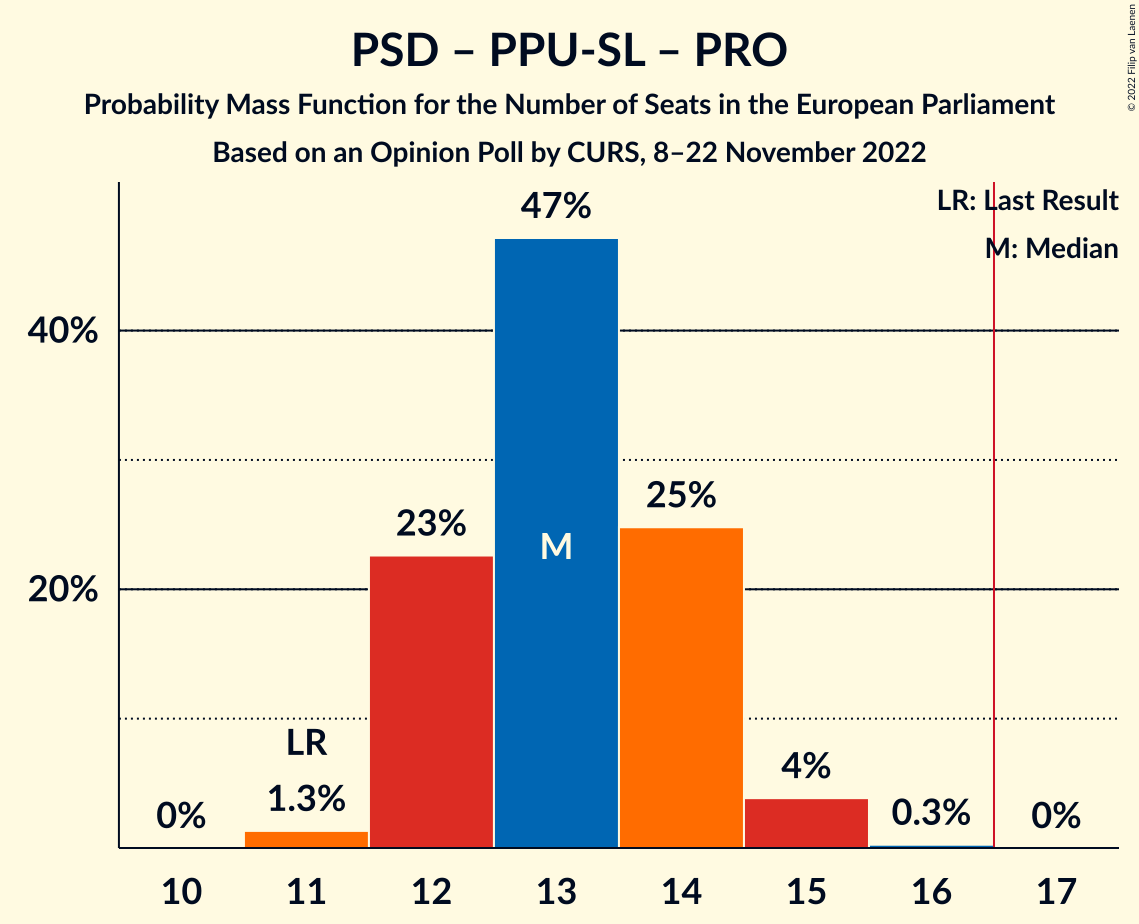 PSD – PPU-SL – PRO
Probability Mass Function for the Number of Seats in the European Parliament
Based on an Opinion Poll by CURS, 8–22 November 2022
© 2022 Filip van Laenen
LR: Last Result
M: Median
47%
40%
25%
23%
M
20%
LR
4%
1.3%
0%
0.3%
0%
10 11 12 13 14 15 16 17